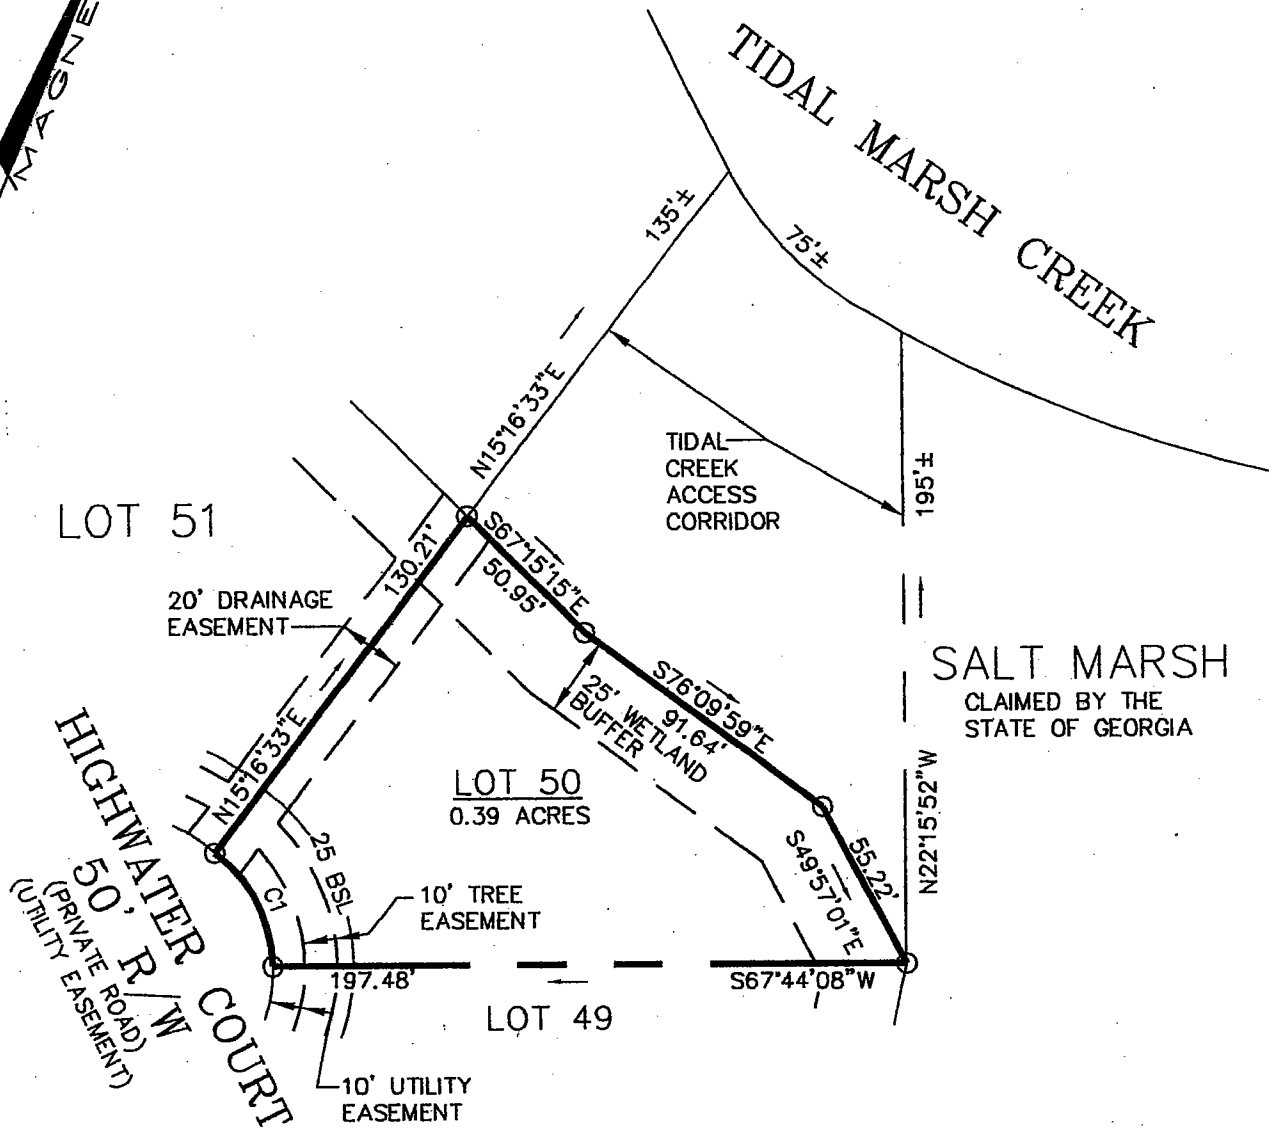 MAGNE
TIDAL MARSH CREEK
135'±
75'±
N15°16'33"E
TIDAL
CREEK
ACCESS
CORRIDOR
195'±
LOT 51
130.21'
S67°15'15"E
50.95'
20' DRAINAGE
EASEMENT
SALT MARSH
CLAIMED BY THE
STATE OF GEORGIA
S76°09'59"E
91.64'
25' WETLAND
BUFFER
N15°16'33"E
LOT 50
0.39 ACRES
N22°15'52"W
55.22'
S49°57'01"E
25 BSL
C1
10' TREE
EASEMENT
HIGHWATER COURT
50' R/W
(PRIVATE ROAD)
(UTILITY EASEMENT)
197.48'
S67°44'08"W
LOT 49
10' UTILITY
EASEMENT